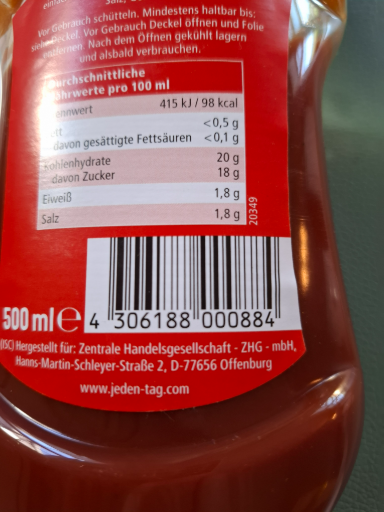 Vor Gebrauch schütteln. Mindestens haltbar bis:
siehe Deckel. Vor Gebrauch Deckel öffnen und Folie
entfernen. Nach dem Öffnen gekühlt lagern
und alsbald verbrauchen.
Durchschnittliche
Nährwerte pro 100 ml
ennwert 415 kJ / 98 kcal
ett <0,5 g
davon gesättigte Fettsäuren <0,1 g
Kohlenhydrate 20 g
davon Zucker 18 g
Eiweiß 1,8 g
Salz 1,8 g
20349
500 ml e 4 306188 000884
(ISC) Hergestellt für: Zentrale Handelsgesellschaft - ZHG - mbH,
Hanns-Martin-Schleyer-Straße 2, D-77656 Offenburg
www.jeden-tag.com